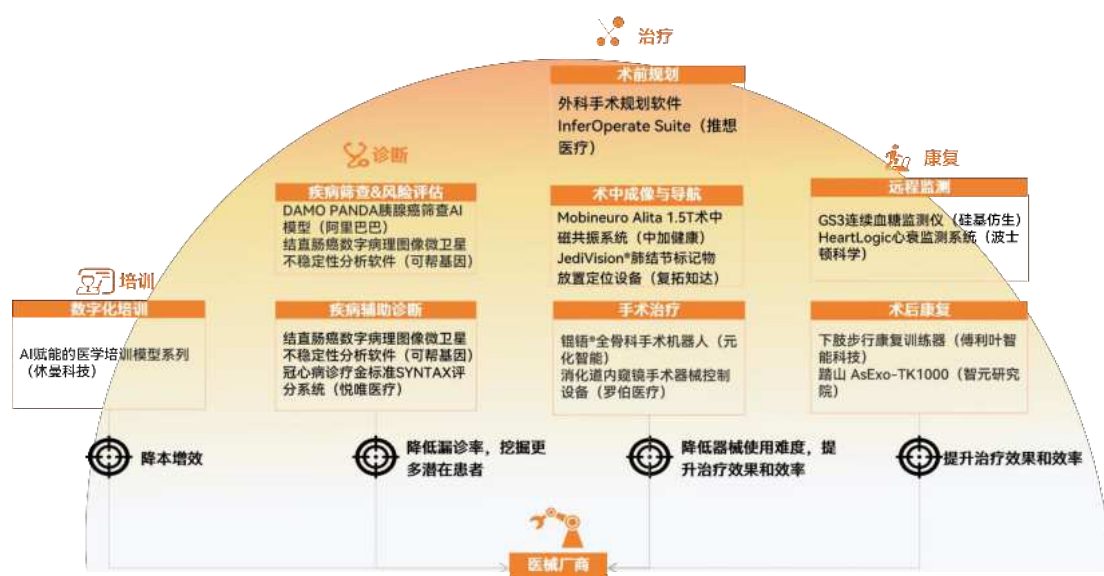 治疗
术前规划
外科手术规划软件
InferOperate Suite（推想
医疗）
诊断
疾病筛查&风险评估
DAMO PANDA胰腺癌筛查AI
模型（阿里巴巴）
结直肠癌数字病理图像微卫星
不稳定性分析软件（可帮基因）
术中成像与导航
Mobineuro Alita 1.5T术中
磁共振系统（中加健康）
JediVision®肺结节标记物
放置定位设备（复拓知达）
康复
远程监测
GS3连续血糖监测仪（硅基仿生）
HeartLogic心衰监测系统（波士
顿科学）
培训
数字化培训
AI赋能的医学培训模型系列
（休曼科技）
疾病辅助诊断
结直肠癌数字病理图像微卫星
不稳定性分析软件（可帮基因）
冠心病诊疗金标准SYNTAX评
分系统（悦唯医疗）
手术治疗
锟铻®全骨科手术机器人（元
化智能）
消化道内窥镜手术器械控制
设备（罗伯医疗）
术后康复
下肢步行康复训练器（傅利叶智
能科技）
踏山 AsExo-TK1000（智元研究
院）
降本增效
降低漏诊率，挖掘更
多潜在患者
降低器械使用难度，提
升治疗效果和效率
提升治疗效果和效率
医械厂商